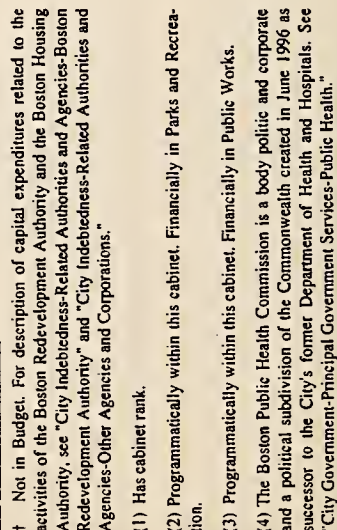 † Not in Budget. For description of capital expenditures related to the
activities of the Boston Redevelopment Authority and the Boston Housing
Authority, see "City Indebtedness-Related Authorities and Agencies-Boston
Redevelopment Authority" and "City Indebtedness-Related Authorities and
Agencies-Other Agencies and Corporations."
(1) Has cabinet rank.
(2) Programmatically within this cabinet. Financially in Parks and Recrea-
tion.
(3) Programmatically within this cabinet. Financially in Public Works.
(4) The Boston Public Health Commission is a body politic and corporate
and a political subdivision of the Commonwealth created in June 1996 as
successor to the City's former Department of Health and Hospitals. See
"City Government-Principal Government Services-Public Health."